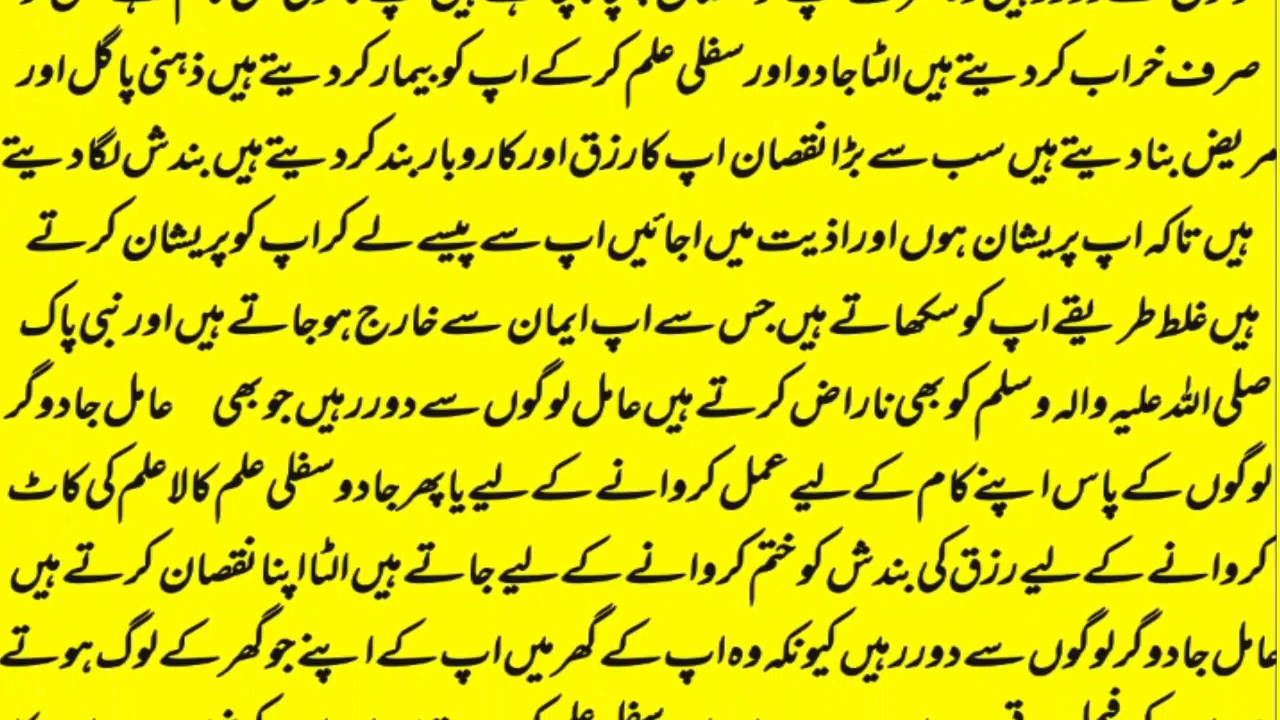 صرف خراب کر دیتے ہیں الٹا جادو اور سفلی علم کر کے اپ کو بیمار کر دیتے ہیں ذہنی پاگل اور
مریض بنا دیتے ہیں سب سے بڑا نقصان اپ کا رزق اور کاروبار بند کر دیتے ہیں بندش لگا دیتے
ہیں تاکہ اپ پریشان ہوں اور اذیت میں اجائیں اپ سے پیسے لے کر اپ کو پریشان کرتے
ہیں غلط طریقے اپ کو سکھاتے ہیں جس سے اپ ایمان سے خارج ہو جاتے ہیں اور نبی پاک
صلی اللہ علیہ والہ وسلم کو بھی ناراض کرتے ہیں عامل لوگوں سے دور رہیں جو بھی عامل جادوگر
لوگوں کے پاس اپنے کام کے لیے عمل کروانے کے لیے یا پھر جادو سفلی علم کالا علم کی کاٹ
کروانے کے لیے رزق کی بندش کو ختم کروانے کے لیے جاتے ہیں الٹا اپنا نقصان کرتے ہیں
عامل جادوگر لوگوں سے دور رہیں کیونکہ وہ اپ کے گھر میں اپ کے اپنے جو گھر کے لوگ ہوتے